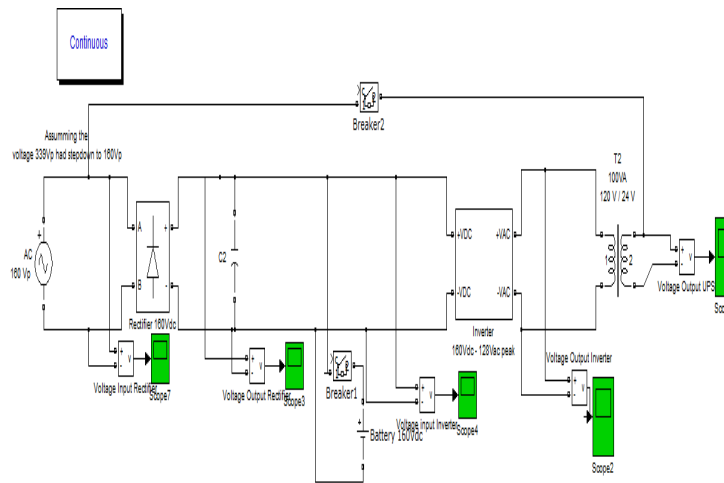 Continuous
Breaker2
Assumming the
voltage 339Vp had stepdown to 160Vp
T2
100VA
120 V / 24 V
A
+
B
-
+VDC
+VAC
-VDC
-VAC
AC
160 Vp
C2
1
2
Rectifier 160Vdc
Inverter
160Vdc - 128Vac peak
Voltage Output UPS
Sco
Voltage Input Rectifier
Scope7
Voltage Output Rectifier
Scope3
Breaker1
Battery 160Vdc
Voltage input Inverter
Scope4
Voltage Output Inverter
Scope2